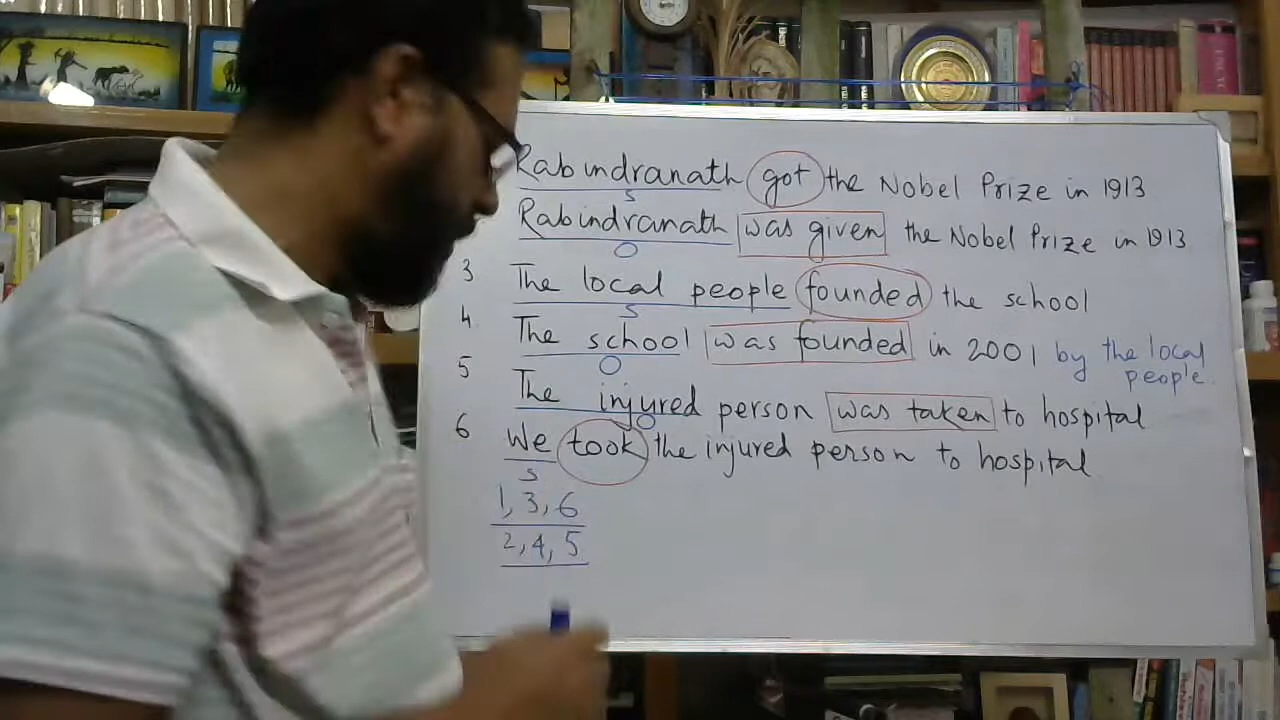 Rabindranath got the Nobel Prize in 1913
S
Rabindranath was given the Nobel Prize in 1913
O
3 The local people founded the school
S
4 The school was founded in 2001 by the local people.
O
5 The injured person was taken to hospital
O
6 We took the injured person to hospital
S
1, 3, 6
2, 4, 5